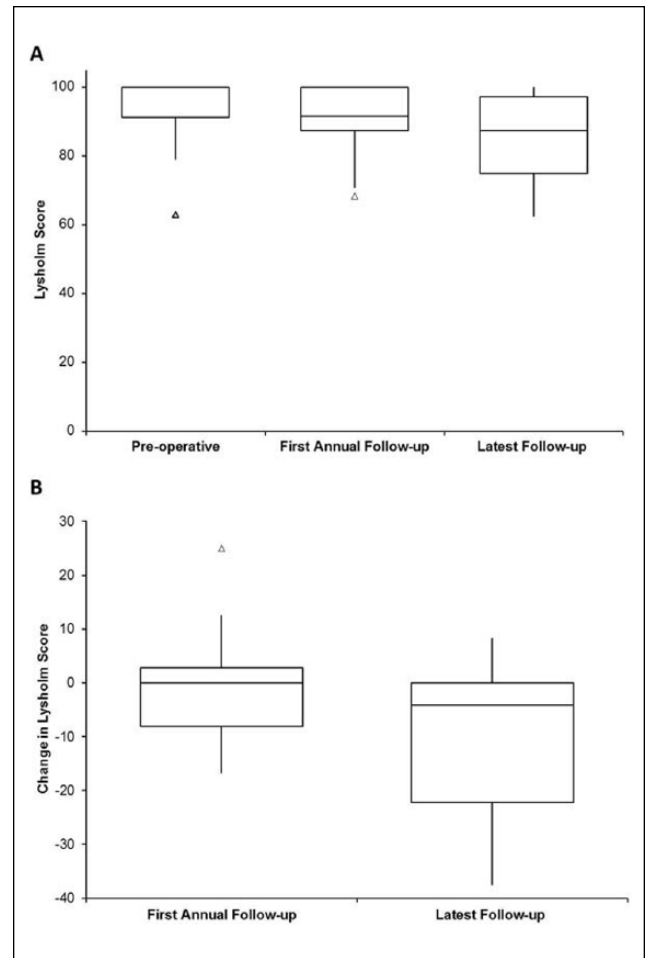 A
Lysholm Score
100
80
60
40
20
0
Pre-operative First Annual Follow-up Latest Follow-up
B
Change in Lysholm Score
30
20
10
0
-10
-20
-30
-40
First Annual Follow-up Latest Follow-up